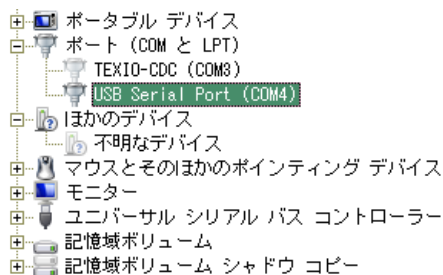 ポータブル デバイス
ポート (COM と LPT)
TEXIO-CDC (COM3)
USB Serial Port (COM4)
ほかのデバイス
不明なデバイス
マウスとそのほかのポインティング デバイス
モニター
ユニバーサル シリアル バス コントローラー
記憶域ボリューム
記憶域ボリューム シャドウ コピー